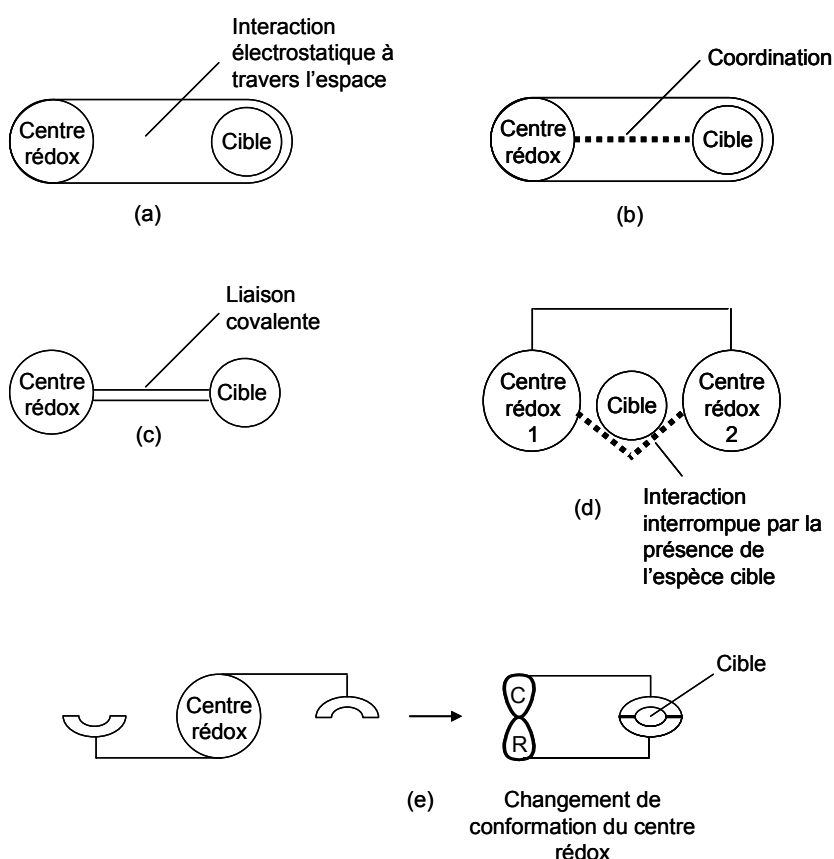 Interaction
électrostatique à
travers l'espace
Centre
rédox
Cible
(a)
Coordination
Centre
rédox
Cible
(b)
Liaison
covalente
Centre
rédox
Cible
(c)
Centre
rédox
1
Cible
Centre
rédox
2
(d)
Interaction
interrompue par la
présence de
l'espèce cible
Centre
rédox
C
R
Cible
(e)
Changement de
conformation du centre
rédox